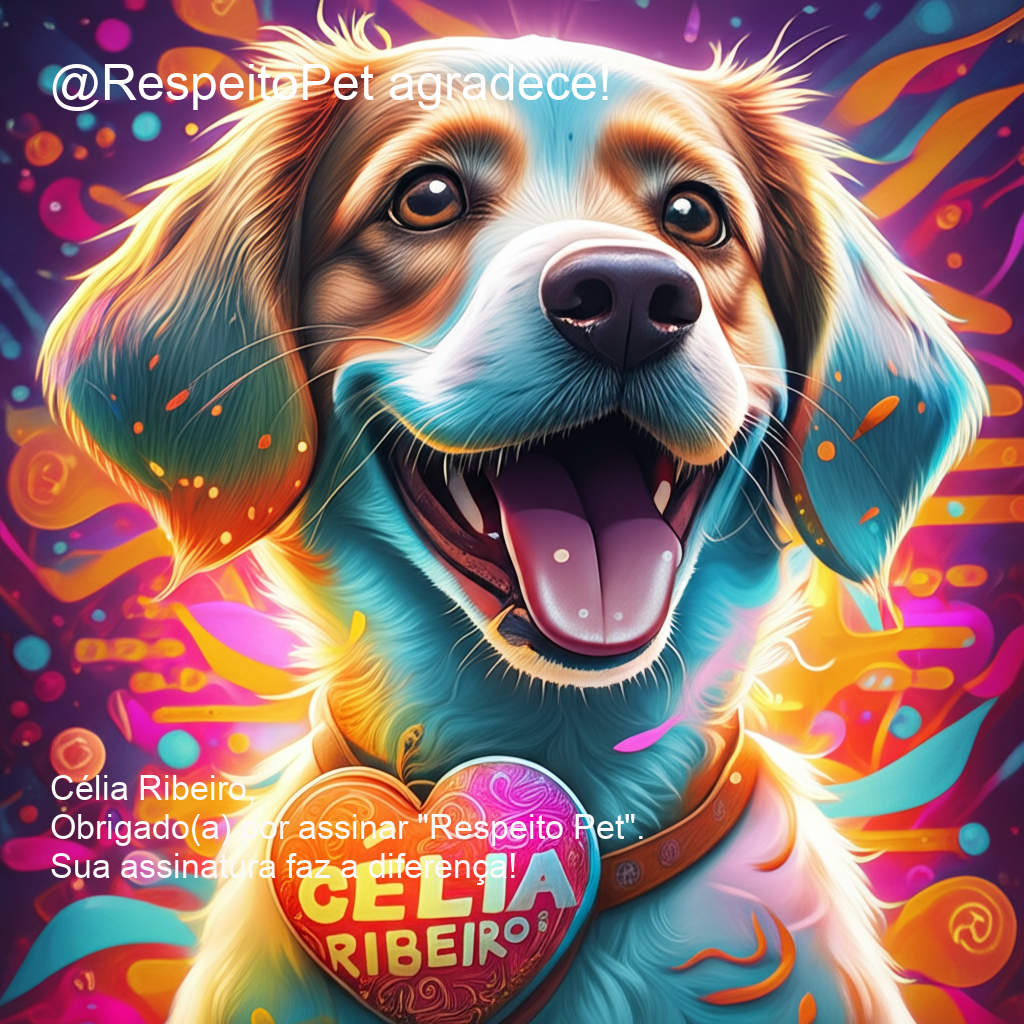 @RespeitoPet agradece!
Célia Ribeiro,
Obrigado(a) por assinar "Respeito Pet".
Sua assinatura faz a diferença!
CÉLIA
RIBEIRO